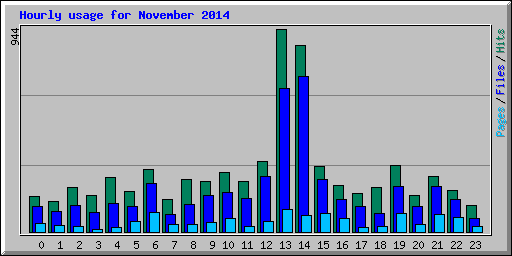 Hourly usage for November 2014
944
Pages / Files / Hits
0 1 2 3 4 5 6 7 8 9 10 11 12 13 14 15 16 17 18 19 20 21 22 23